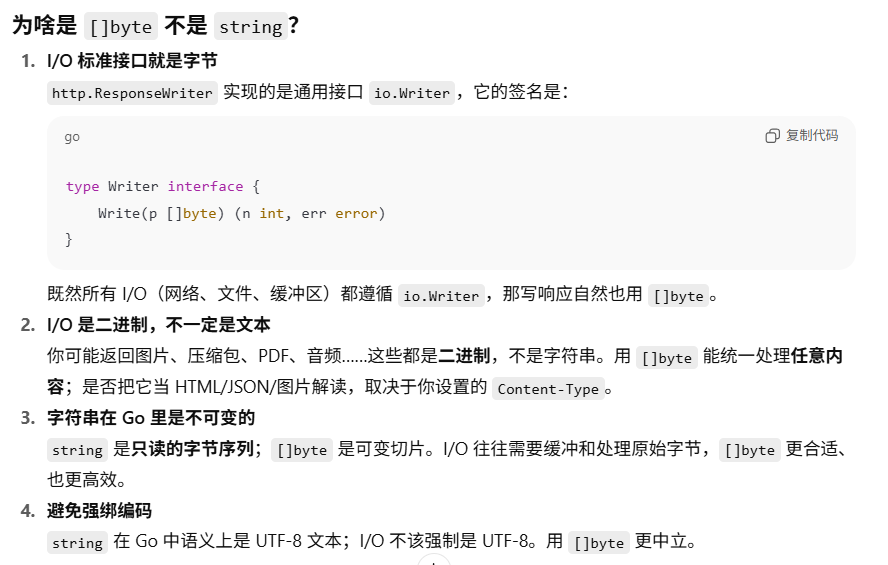 为啥是 []byte 不是 string？
1. I/O 标准接口就是字节
http.ResponseWriter 实现的是通用接口 io.Writer，它的签名是：
go
复制代码
type Writer interface {
    Write(p []byte) (n int, err error)
}
既然所有 I/O（网络、文件、缓冲区）都遵循 io.Writer，那写响应自然也用 []byte。
2. I/O 是二进制，不一定是文本
你可能返回图片、压缩包、PDF、音频……这些都是二进制，不是字符串。用 []byte 能统一处理任意内
容；是否把它当 HTML/JSON/图片解读，取决于你设置的 Content-Type。
3. 字符串在 Go 里是不可变的
string 是只读的字节序列；[]byte 是可变切片。I/O 往往需要缓冲和处理原始字节，[]byte 更合适、
也更高效。
4. 避免强绑编码
string 在 Go 中语义上是 UTF-8 文本；I/O 不该强制是 UTF-8。用 []byte 更中立。